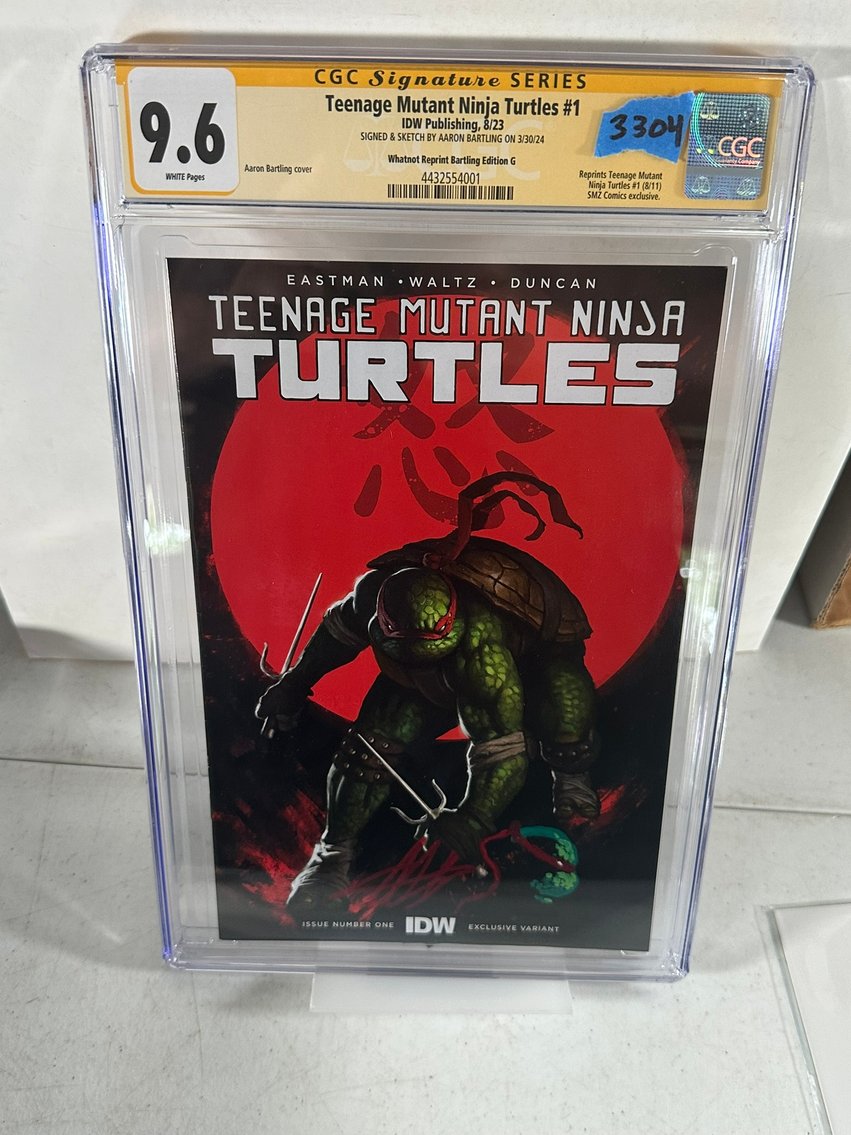 CGC Signature SERIES
9.6
WHITE Pages
Teenage Mutant Ninja Turtles #1
IDW Publishing, 8/23
SIGNED & SKETCH BY AARON BARTLING ON 3/30/24
Aaron Bartling cover
Whatnot Reprint Bartling Edition G
4432554001
3304
CGC
Reprints Teenage Mutant
Ninja Turtles #1 (8/11)
SMZ Comics exclusive.
EASTMAN • WALTZ • DUNCAN
TEENAGE MUTANT NINJA
TURTLES
怒
ISSUE NUMBER ONE
IDW
EXCLUSIVE VARIANT